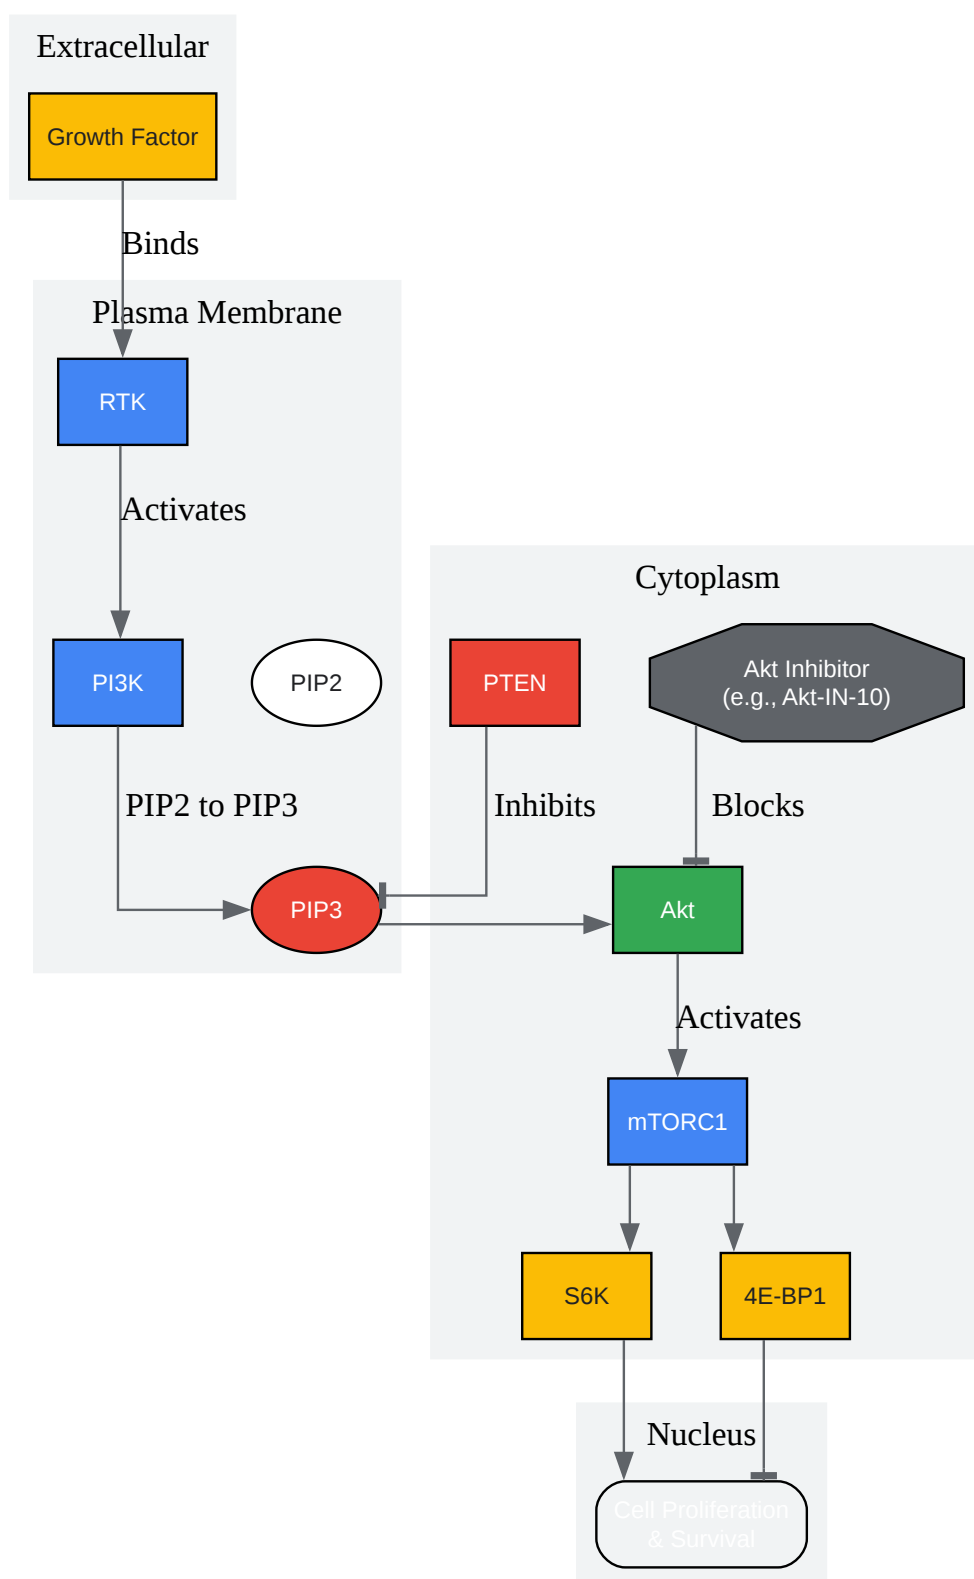 Extracellular
Growth Factor
Binds
Plasma Membrane
RTK
Activates
Cytoplasm
PI3K
PIP2
PTEN
Akt Inhibitor
(e.g., Akt-IN-10)
PIP2 to PIP3
Inhibits
Blocks
PIP3
Akt
Activates
mTORC1
S6K
4E-BP1
Nucleus
Cell Proliferation
& Survival